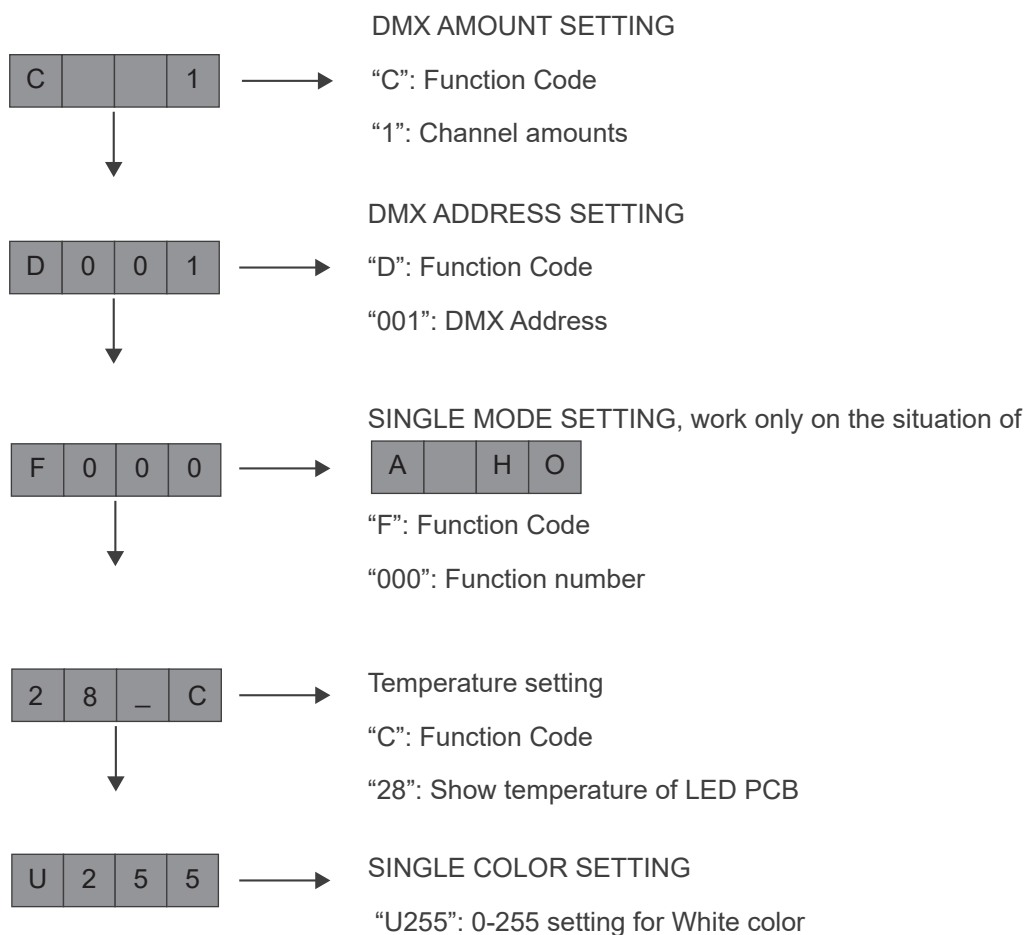 DMX AMOUNT SETTING
C 1
“C”: Function Code
“1”: Channel amounts
DMX ADDRESS SETTING
D 0 0 1
“D”: Function Code
“001”: DMX Address
SINGLE MODE SETTING, work only on the situation of
F 0 0 0
A H O
“F”: Function Code
“000”: Function number
2 8 _ C
Temperature setting
“C”: Function Code
“28”: Show temperature of LED PCB
U 2 5 5
SINGLE COLOR SETTING
“U255”: 0-255 setting for White color